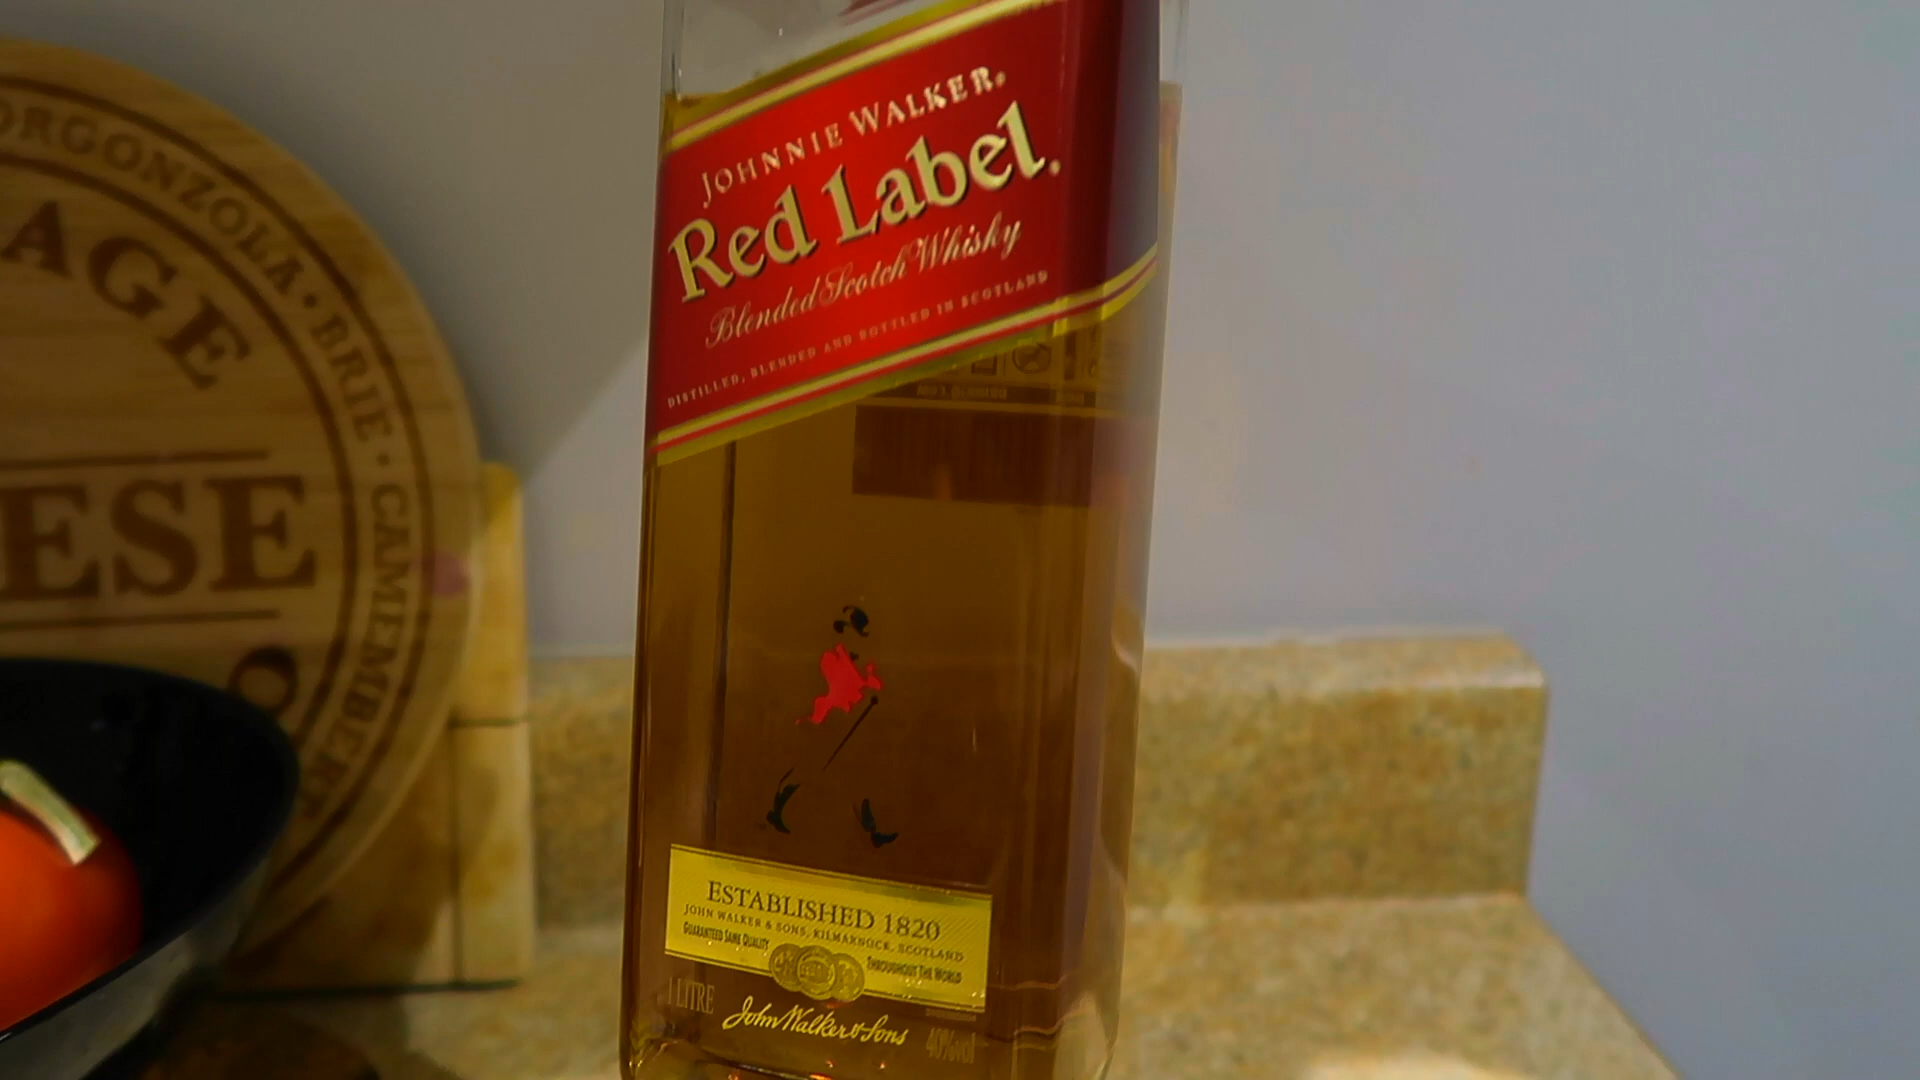 JOHNNIE WALKER.
Red Label.
Blended Scotch Whisky
DISTILLED, BLENDED AND BOTTLED IN SCOTLAND
ESTABLISHED 1820
JOHN WALKER & SONS, KILMARNOCK, SCOTLAND
GUARANTEED SAME QUALITY
THROUGHOUT THE WORLD
1 LITRE
John Walker & Sons
40%vol
ORGONZOLA • BRIE • CAMEMBERT
AGE
ESE